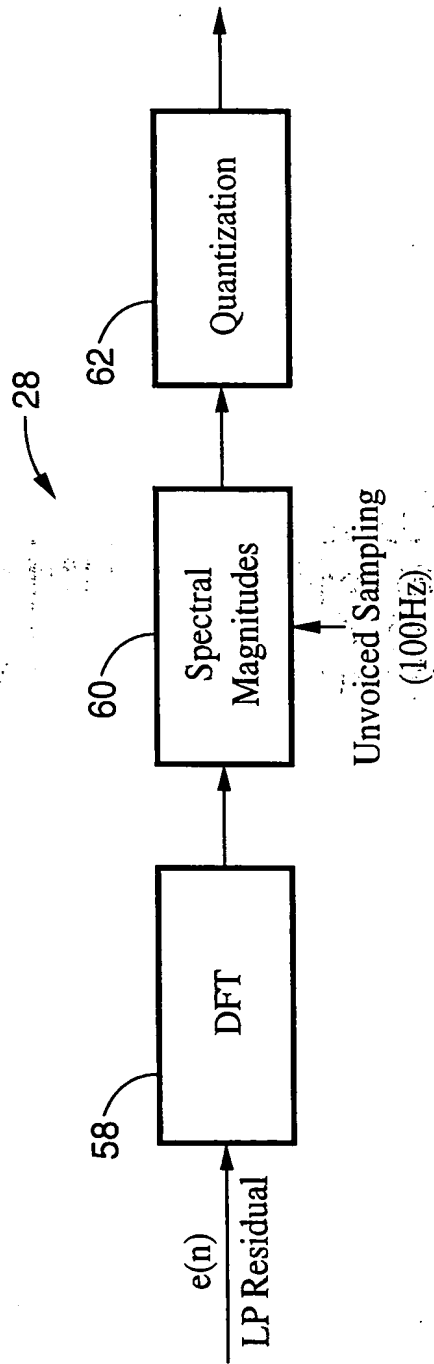 28
58
60
62
e(n)
LP Residual
DFT
Spectral
Magnitudes
Quantization
Unvoiced Sampling
(100Hz)